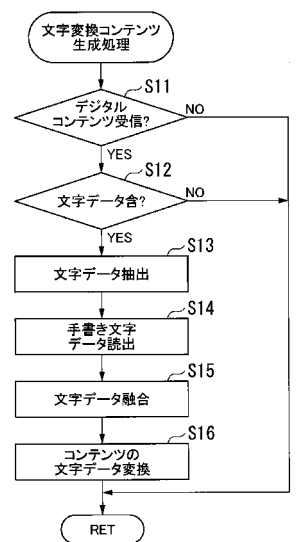 文字変換コンテンツ
生成処理
S11
デジタル
コンテンツ受信?
NO
YES
S12
文字データ含?
NO
YES
S13
文字データ抽出
S14
手書き文字
データ読出
S15
文字データ融合
S16
コンテンツの
文字データ変換
RET